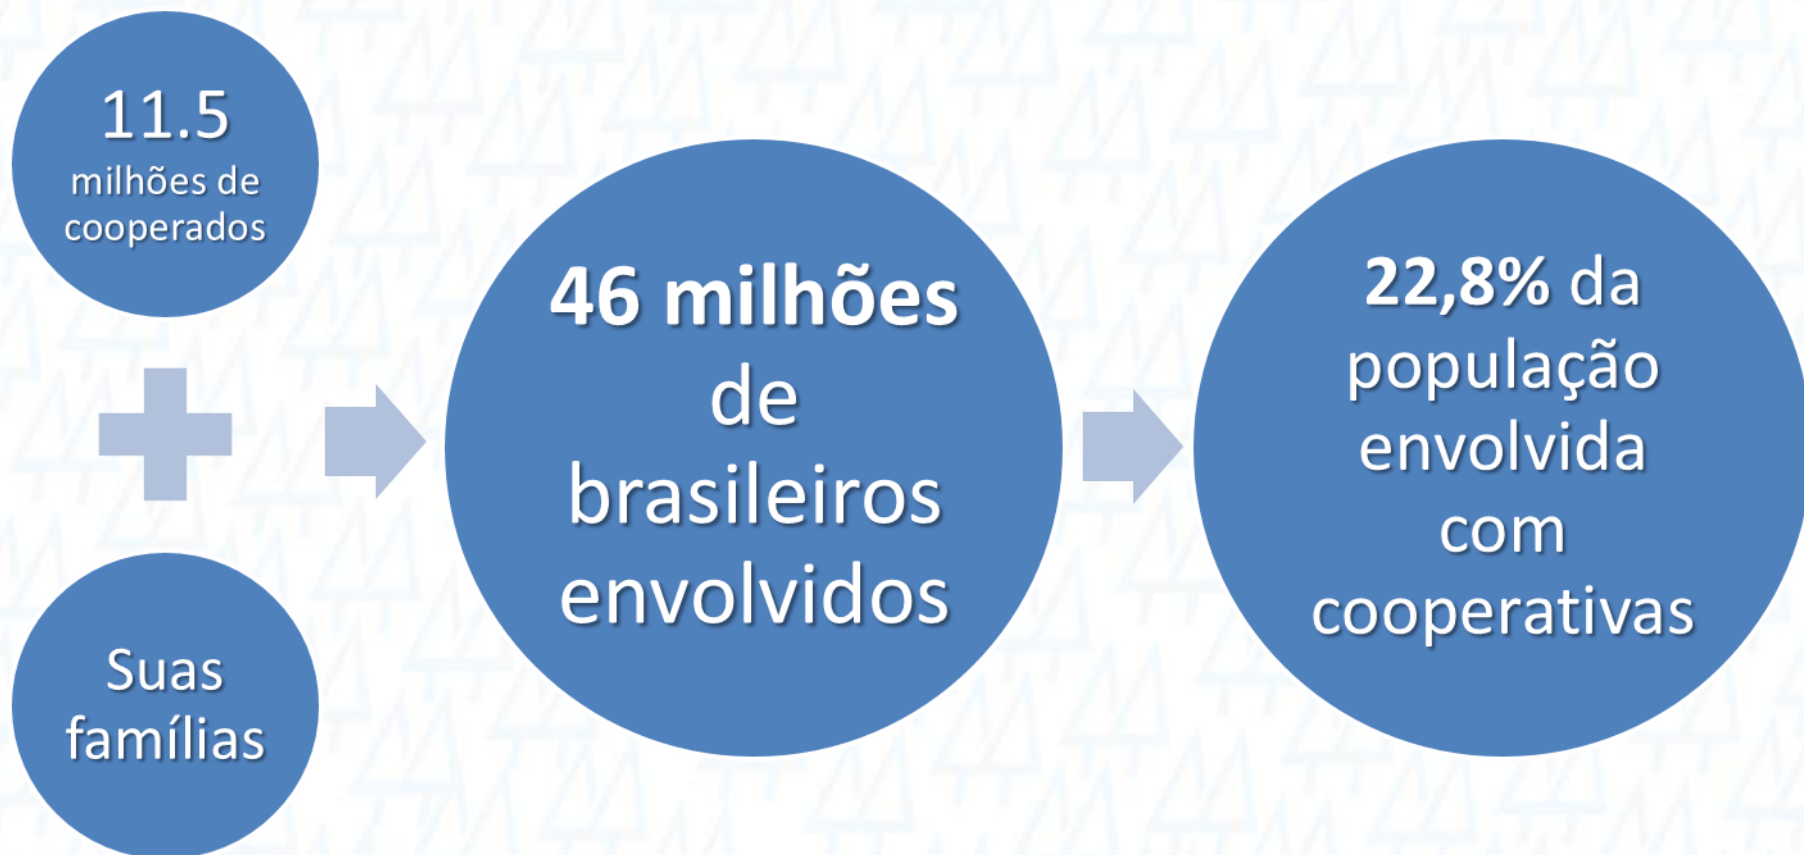 11.5
milhões de
cooperados
Suas
famílias
46 milhões
de
brasileiros
envolvidos
22,8% da
população
envolvida
com
cooperativas